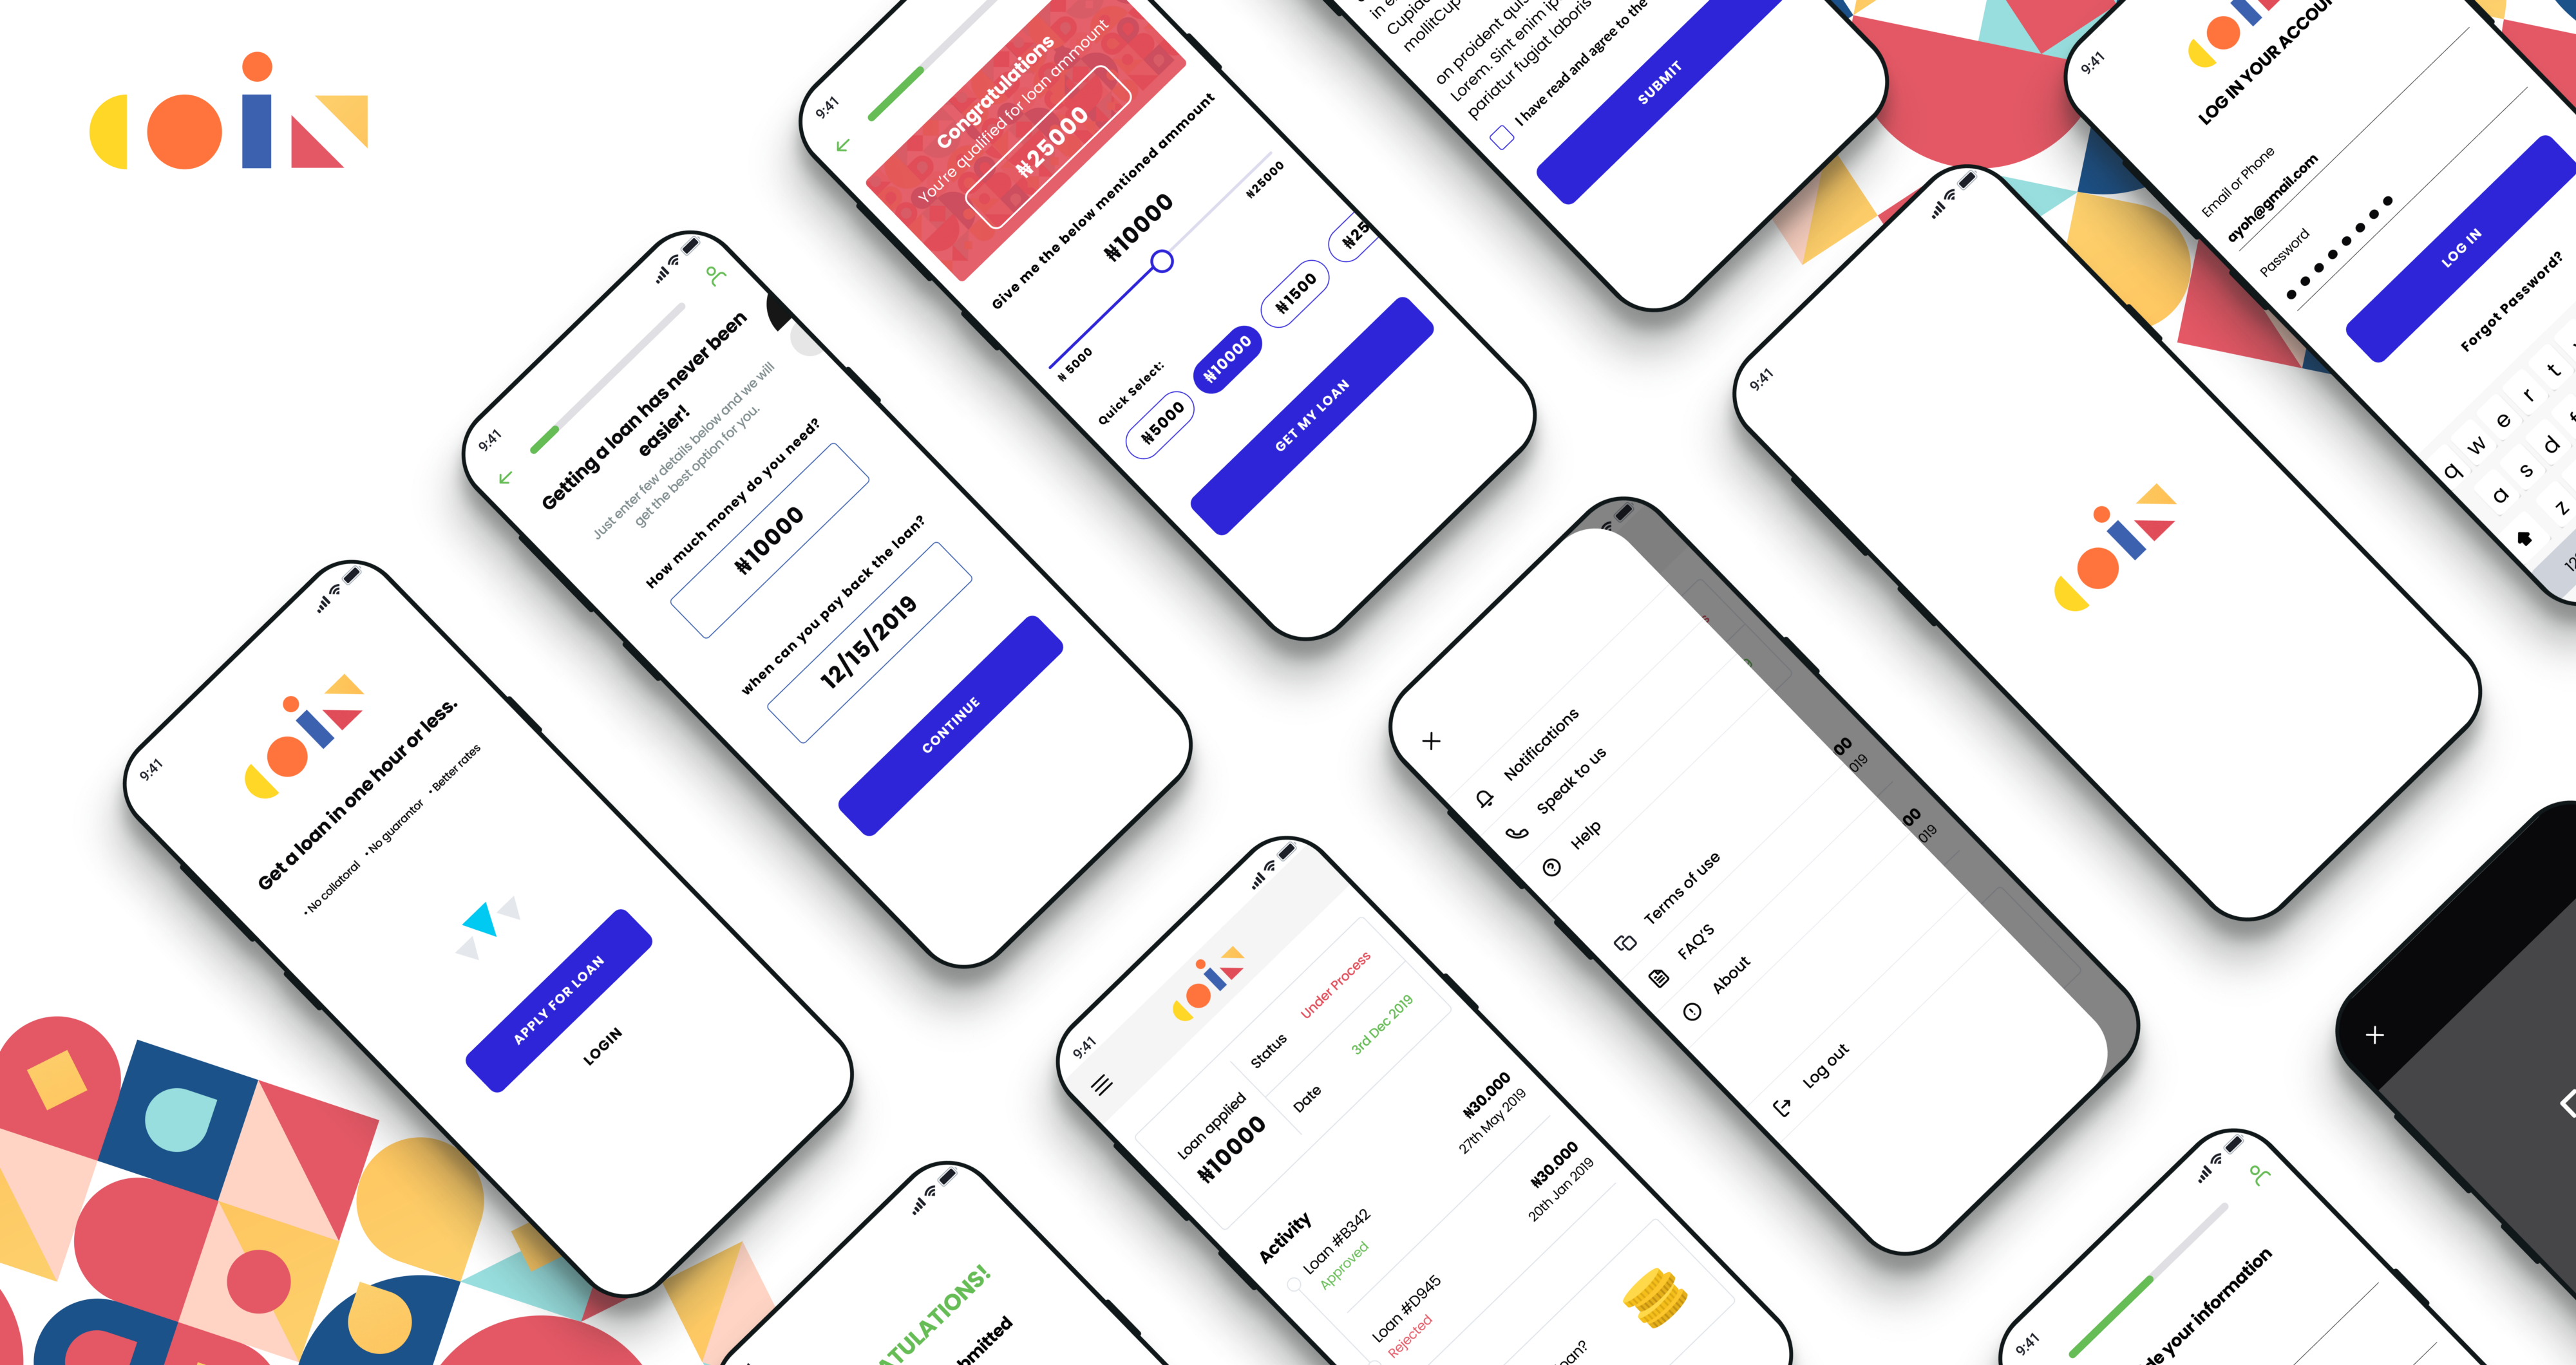 coin
9:41
coin
Get a loan in one hour or less.
• No collatoral • No guarantor • Better rates
APPLY FOR LOAN
LOGIN
9:41
Getting a loan has never been
easier!
Just enter few details below and we will
get the best option for you.
How much money do you need?
₦10000
when can you pay back the loan?
12/15/2019
CONTINUE
9:41
Congratulations
You're qualified for loan ammount
₦25000
Give me the below mentioned ammount
₦10000
₦ 5000
₦25000
Quick Select:
₦5000 ₦10000 ₦1500 ₦25
GET MY LOAN
mollitCup
on proident quis
Lorem. Sint enim ip
pariatur fugiat laboris
I have read and agree to the
SUBMIT
9:41
coin
LOG IN YOUR ACCOU
Email or Phone
ayoh@gmail.com
Password
LOG IN
Forgot Password?
q w e r t
a s d f
z
9:41
coin
Notifications
Speak to us
Help
Terms of use
FAQ'S
About
Log out
00
019
00
019
9:41
coin
Loan applied
₦10000
Status Under Process
Date 3rd Dec 2019
Activity
Loan #B342 ₦30.000
Approved 27th May 2019
Loan #D945 ₦30.000
Rejected 20th Jan 2019
oan?
ATULATIONS!
bmitted
9:41
de your information